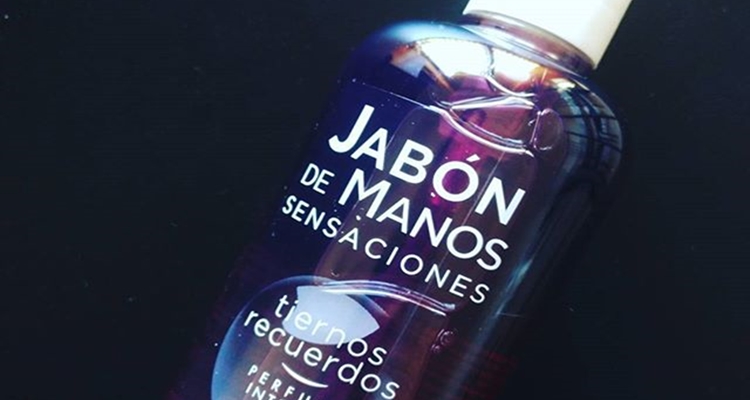 JABÓN
DE MANOS
SENSACIONES
tiernos
recuerdos